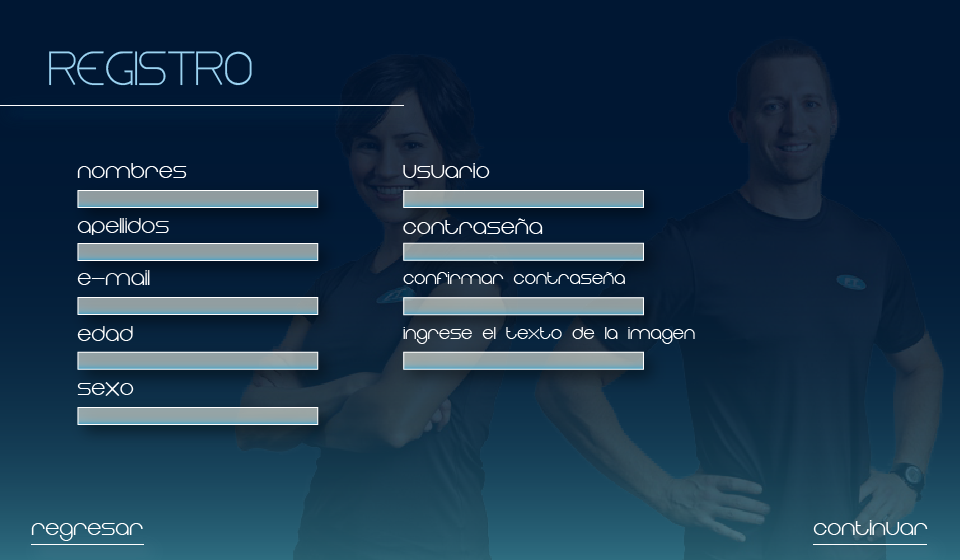 REGISTRO
nombres
apellidos
e-mail
edad
sexo
usuario
contraseña
confirmar contraseña
ingrese el texto de la imagen
regresar
continuar